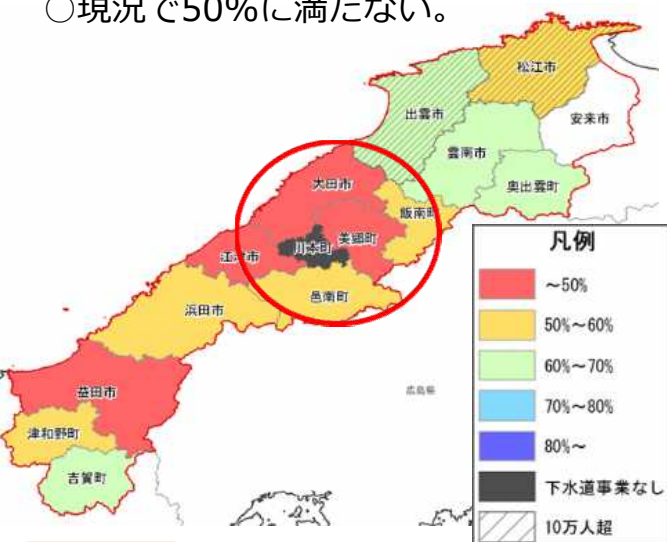 ○現況で50%に満たない。
松江市
出雲市
安来市
雲南市
奥出雲町
大田市
飯南町
美郷町
川本町
江津市
邑南町
浜田市
広島県
益田市
津和野町
吉賀町
凡例
～50%
50%～60%
60%～70%
70%～80%
80%～
下水道事業なし
10万人超